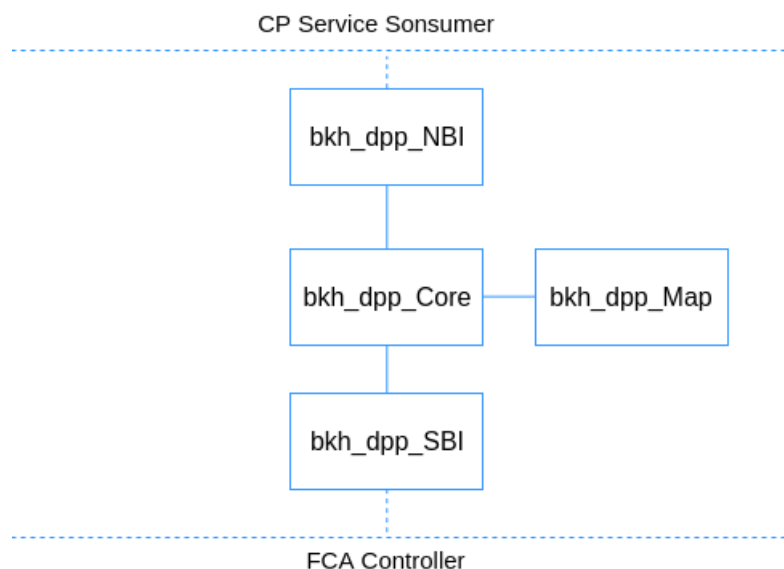 CP Service Sonsumer
bkh_dpp_NBI
bkh_dpp_Core
bkh_dpp_Map
bkh_dpp_SBI
FCA Controller